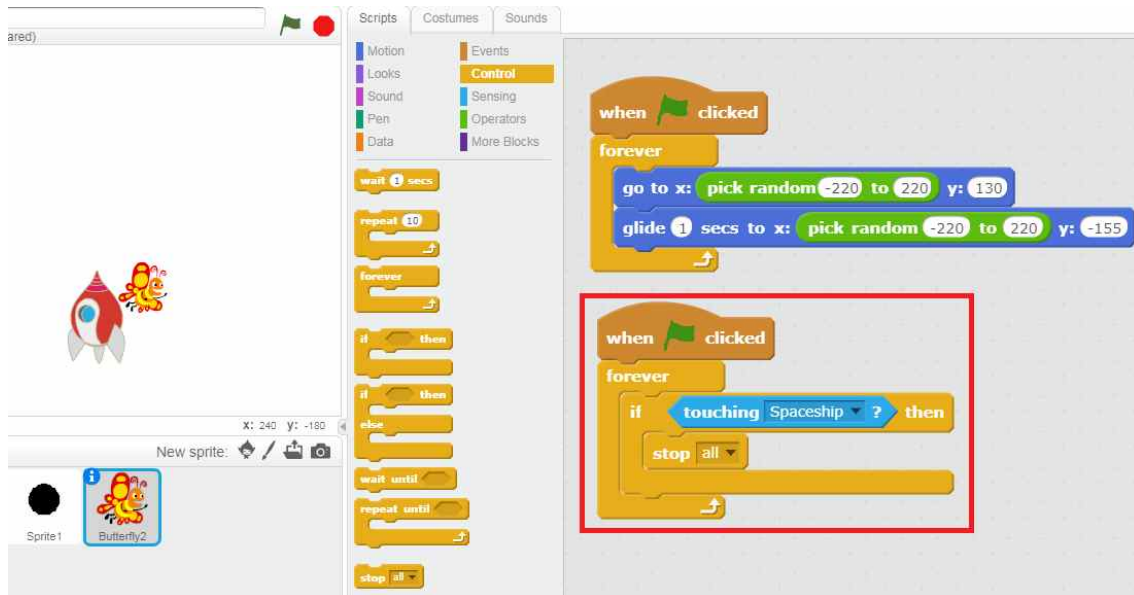 Scripts Costumes Sounds
ared)
Motion Events
Looks Control
Sound Sensing
Pen Operators
Data More Blocks
wait 1 secs
repeat 10
forever
if then
if then
else
wait until
repeat until
stop all
when clicked
forever
go to x: pick random -220 to 220 y: 130
glide 1 secs to x: pick random -220 to 220 y: -155
when clicked
forever
if touching Spaceship ? then
stop all
X: 240 y: -180
New sprite:
Sprite1 Butterfly2